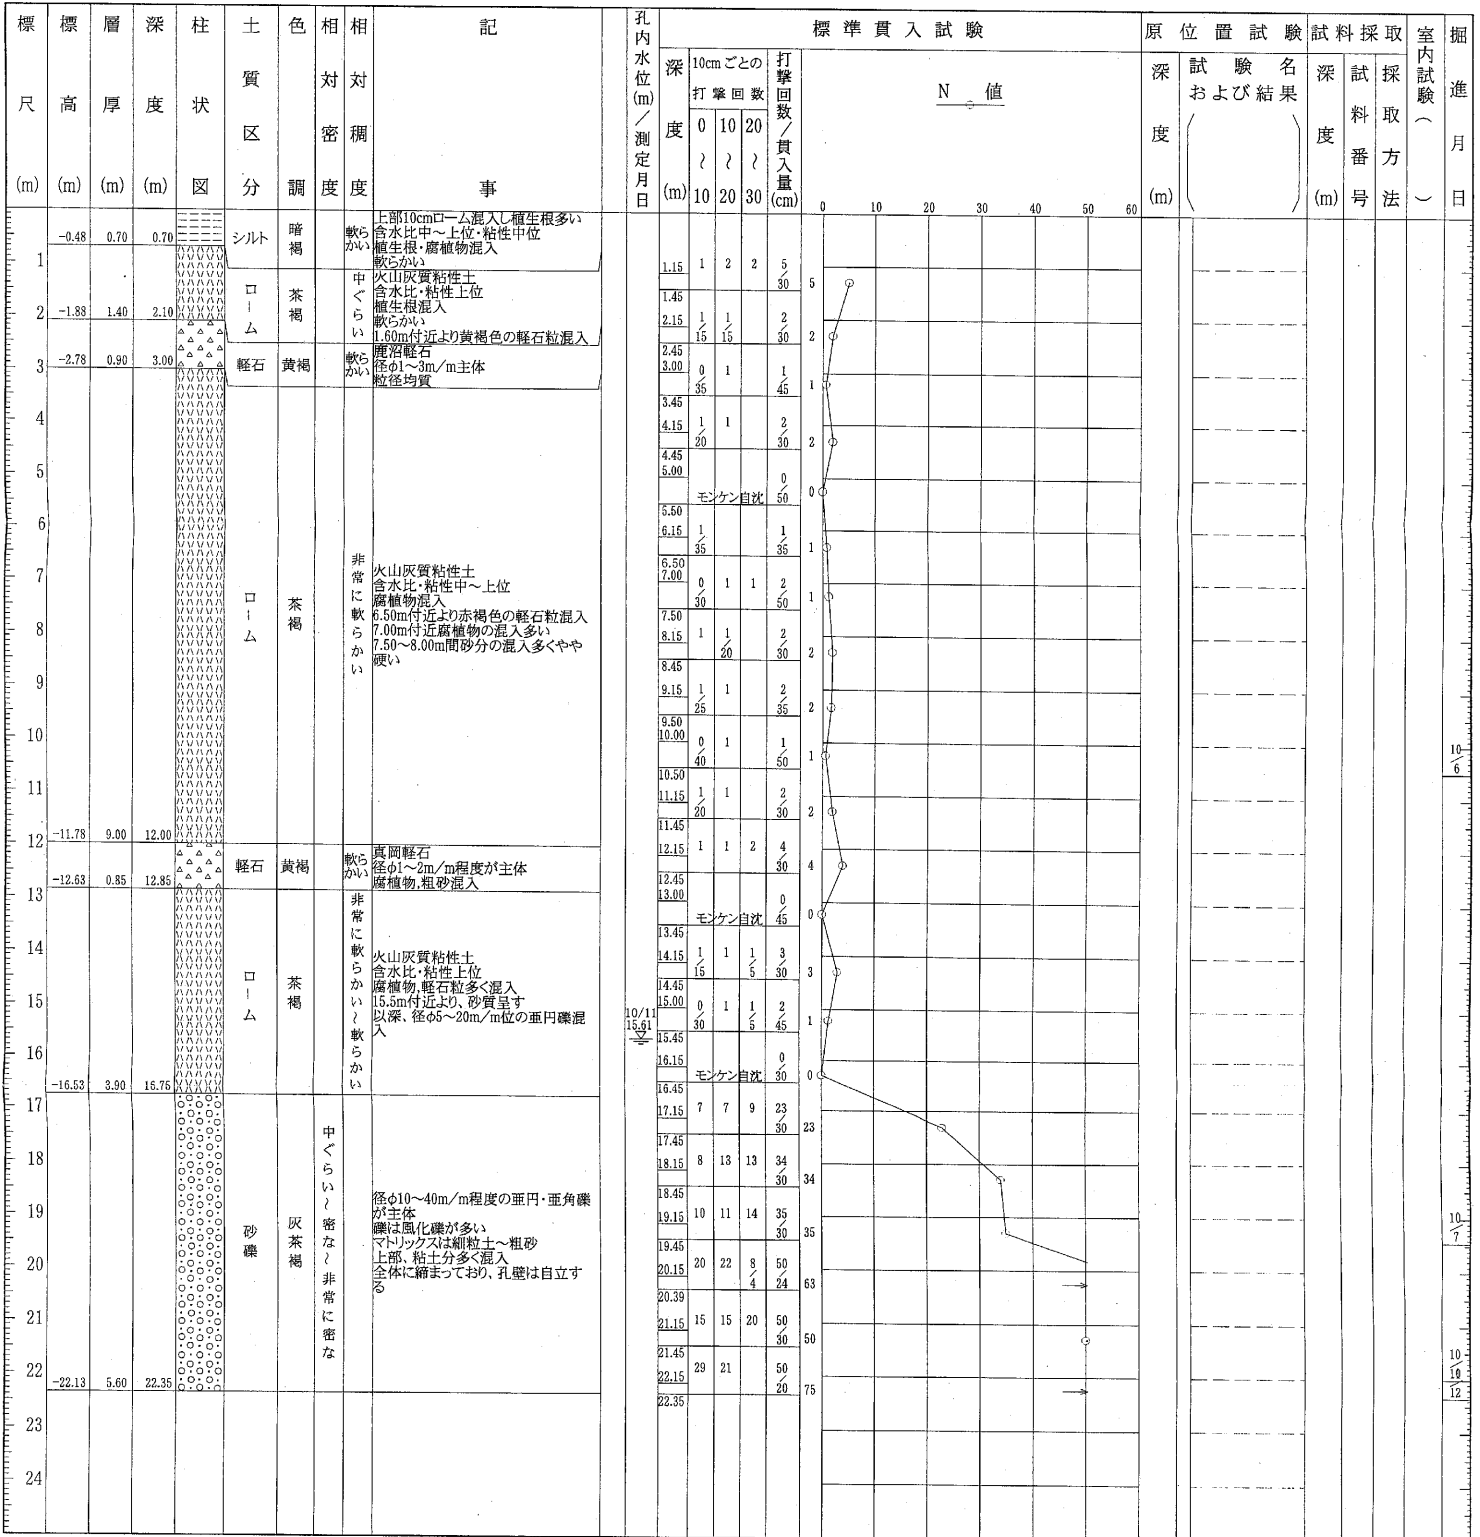 標尺(m) 標高(m) 層厚(m) 深度(m) 柱状図 土質区分 色調 相対密度 相対稠度 記事 孔内水位(m)／測定月日 標準貫入試験 原位置試験 試料採取 室内試験( ) 掘進月日
深度(m) 10cmごとの打撃回数 打撃回数／貫入量(cm) N 値 深度(m) 試験名および結果 深度(m) 試料番号 採取方法
0〜10 10〜20 20〜30
0 10 20 30 40 50 60
-0.48 0.70 0.70 シルト 暗褐 軟らかい
上部10cmローム混入し植生根多い
含水比中〜上位・粘性中位
植生根・腐植物混入
軟らかい
-1.88 1.40 2.10 ローム 茶褐 中ぐらい
火山灰質粘性土
含水比・粘性上位
植生根混入
軟らかい
1.60m付近より黄褐色の軽石粒混入
-2.78 0.90 3.00 軽石 黄褐 軟らかい
鹿沼軽石
径φ1〜3m/m主体
粒径均質
-11.78 9.00 12.00 ローム 茶褐 非常に軟らかい
火山灰質粘性土
含水比・粘性中〜上位
腐植物混入
6.50m付近より赤褐色の軽石粒混入
7.00m付近腐植物の混入多い
7.50〜8.00m間砂分の混入多くやや
硬い
-12.63 0.85 12.85 軽石 黄褐 軟らかい
真岡軽石
径φ1〜2m/m程度が主体
腐植物,粗砂混入
-16.53 3.90 16.75 ローム 茶褐 非常に軟らかい〜軟らかい
火山灰質粘性土
含水比・粘性上位
腐植物,軽石粒多く混入
15.5m付近より、砂質呈す
以深、径φ5〜20m/m位の亜円礫混
入
-22.13 5.60 22.35 砂礫 灰茶褐 中ぐらい〜密な〜非常に密な
径φ10〜40m/m程度の亜円・亜角礫
が主体
礫は風化礫が多い
マトリックスは細粒土〜粗砂
上部、粘土分多く混入
全体に締まっており、孔壁は自立す
る
1
2
3
4
5
6
7
8
9
10
11
12
13
14
15
16
17
18
19
20
21
22
23
24
10/11
15.61
1.15 1 2 2 5/30 5
1.45
2.15 1/15 1/15 2/30 2
2.45
3.00 0/35 1 1/45 1
3.45
4.15 1/20 1 2/30 2
4.45
5.00 モンケン自沈 0/50 0
5.50
6.15 1/35 1/35 1
6.50
7.00 0/30 1 1 2/50 1
7.50
8.15 1 1/20 2/30 2
8.45
9.15 1/25 1 2/35 2
9.50
10.00 0/40 1 1/50 1
10.50
11.15 1/20 1 2/30 2
11.45
12.15 1 1 2 4/30 4
12.45
13.00 モンケン自沈 0/45 0
13.45
14.15 1/15 1 1/5 3/30 3
14.45
15.00 0/30 1 1/5 2/45 1
15.45
16.15 モンケン自沈 0/30 0
16.45
17.15 7 7 9 23/30 23
17.45
18.15 8 13 13 34/30 34
18.45
19.15 10 11 14 35/30 35
19.45
20.15 20 22 8/4 50/24 63
20.39
21.15 15 15 20 50/30 50
21.45
22.15 29 21 50/20 75
22.35
10/6
10/7
10/10
12